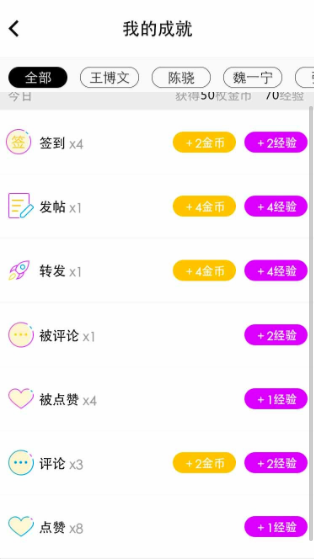 我的成就
全部 王博文 陈骁 魏一宁
今日 获得50枚金币 70经验
签 签到 x4 +2金币 +2经验
发帖 x1 +4金币 +4经验
转发 x1 +4金币 +4经验
被评论 x1 +2经验
被点赞 x4 +1经验
评论 x3 +2金币 +2经验
点赞 x8 +1经验